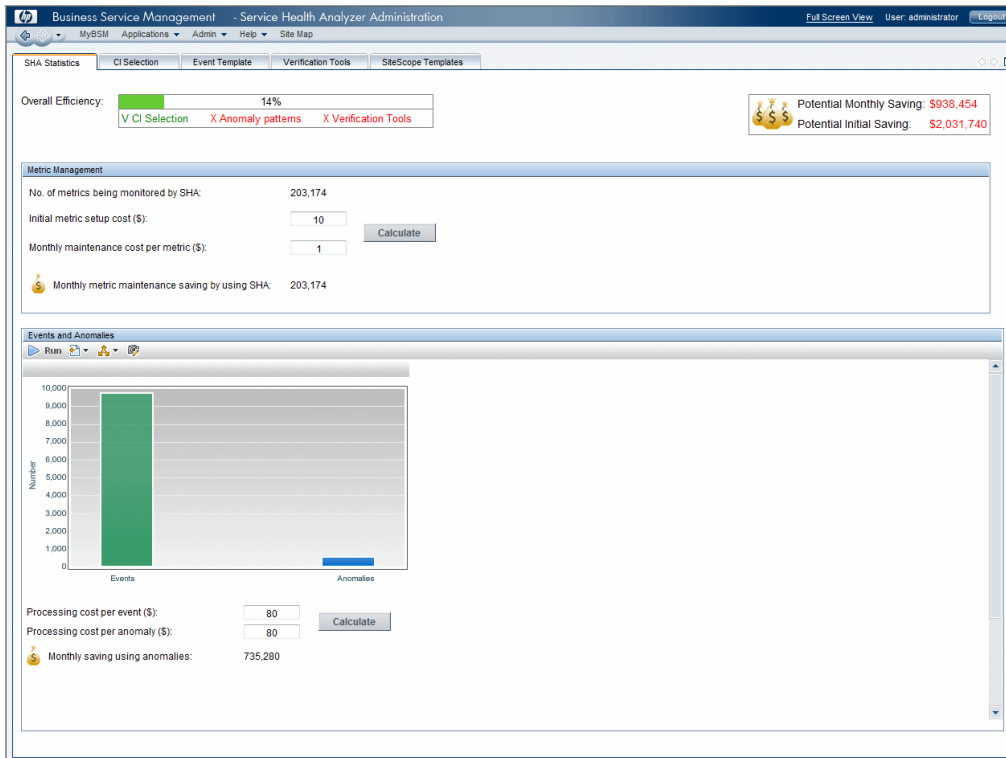 hp Business Service Management - Service Health Analyzer Administration Full Screen View User: administrator Logout
MyBSM Applications Admin Help Site Map
SHA Statistics CI Selection Event Template Verification Tools SiteScope Templates
Overall Efficiency: 14%
V CI Selection X Anomaly patterns X Verification Tools
Potential Monthly Saving: $938,454
Potential Initial Saving: $2,031,740
Metric Management
No. of metrics being monitored by SHA: 203,174
Initial metric setup cost ($): 10
Calculate
Monthly maintenance cost per metric ($): 1
Monthly metric maintenance saving by using SHA: 203,174
Events and Anomalies
Run
10,000
9,000
8,000
7,000
6,000
5,000
4,000
3,000
2,000
1,000
0
Number
Events Anomalies
Processing cost per event ($): 80
Calculate
Processing cost per anomaly ($): 80
Monthly saving using anomalies: 735,280